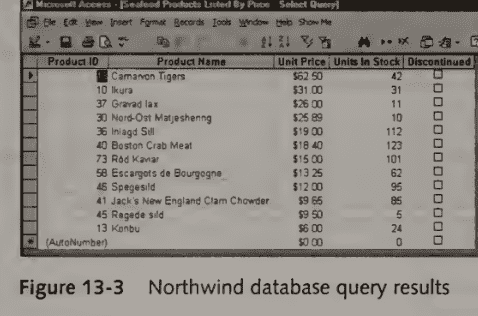 Microsoft Access - [Seafood Products Listed By Price Select Query]
File Edit View Insert Format Records Tools Window Help Show Me
Product ID Product Name Unit Price Units In Stock Discontinued
Carnarvon Tigers $62.50 42
10 Ikura $31.00 31
37 Gravad lax $26.00 11
30 Nord-Ost Matjeshering $25.89 10
36 Inlagd Sill $19.00 112
40 Boston Crab Meat $18.40 123
73 Röd Kaviar $15.00 101
58 Escargots de Bourgogne $13.25 62
46 Spegesild $12.00 95
41 Jack's New England Clam Chowder $9.65 85
45 Røgede sild $9.50 5
13 Konbu $6.00 24
(AutoNumber) $0.00 0
Figure 13-3 Northwind database query results